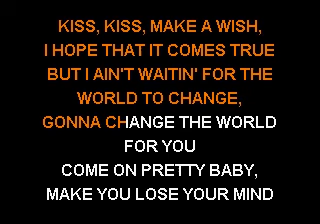 KISS, KISS, MAKE A WISH,
I HOPE THAT IT COMES TRUE
BUT I AIN'T WAITIN' FOR THE
WORLD TO CHANGE,
GONNA CHANGE THE WORLD
FOR YOU
COME ON PRETTY BABY,
MAKE YOU LOSE YOUR MIND